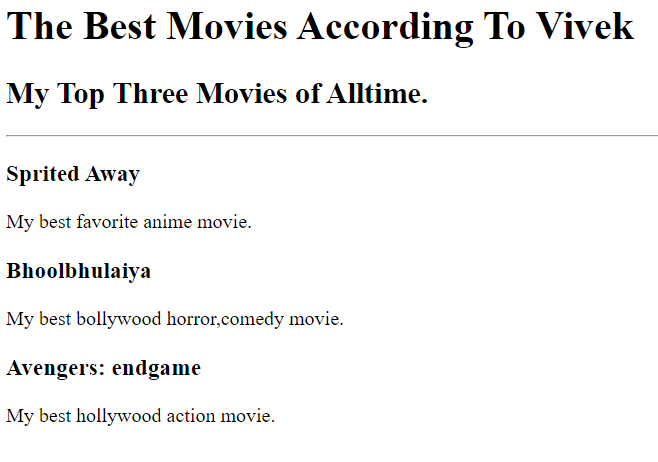 The Best Movies According To Vivek
My Top Three Movies of Alltime.
Sprited Away
My best favorite anime movie.
Bhoolbhulaiya
My best bollywood horror,comedy movie.
Avengers: endgame
My best hollywood action movie.